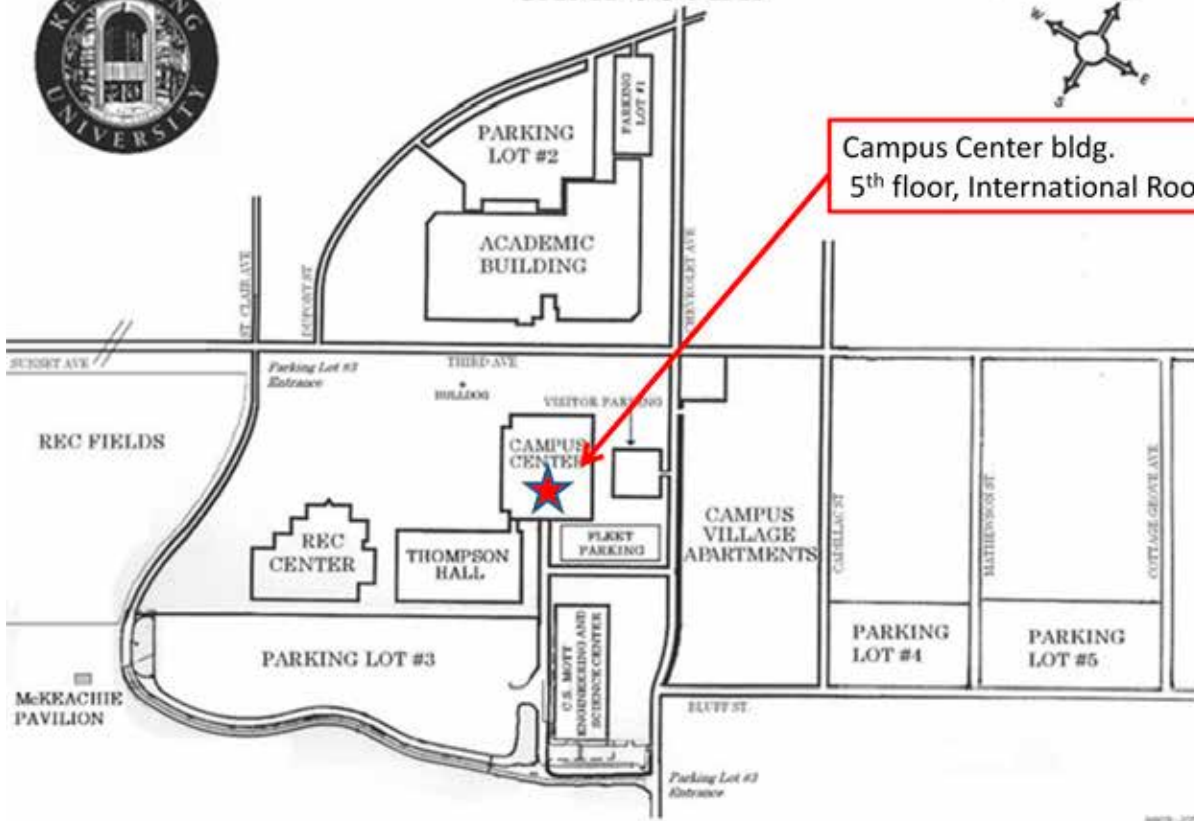 KE
ING
UNIVERSITY
W
E
S
PARKING
LOT #1
PARKING
LOT #2
Campus Center bldg.
5th floor, International Roo
ACADEMIC
BUILDING
ST. CLAIR AVE
DUPONT ST
CHEVROLET AVE
SUNSET AVE
THIRD AVE
Parking Lot #3
Entrance
BULLDOG
VISITOR PARKING
REC FIELDS
CAMPUS
CENTER
REC
CENTER
THOMPSON
HALL
FLEET
PARKING
CAMPUS
VILLAGE
APARTMENTS
CADILLAC ST
MATHEWSON ST
COTTAGE GROVE AVE
PARKING LOT #3
C.S. MOTT
ENGINEERING AND
SCIENCE CENTER
PARKING
LOT #4
PARKING
LOT #5
McKEACHIE
PAVILION
BLUFF ST.
Parking Lot #3
Entrance